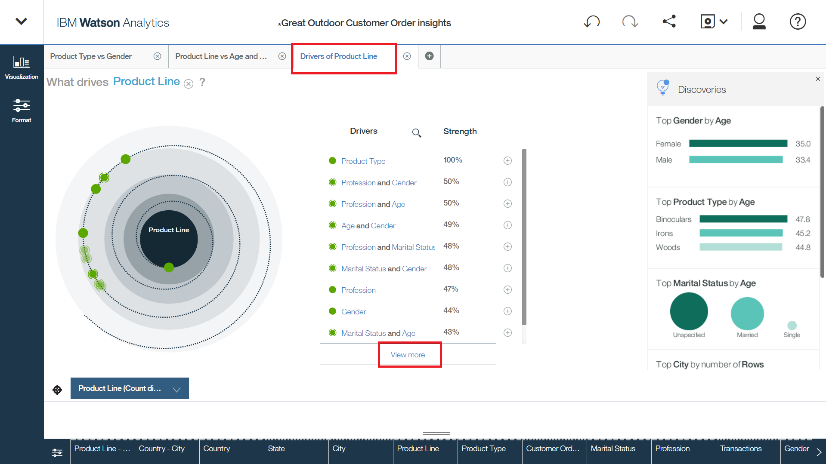 IBM Watson Analytics
*Great Outdoor Customer Order insights
Visualization
Format
Product Type vs Gender
Product Line vs Age and ...
Drivers of Product Line
What drives Product Line ?
Product Line
Drivers
Strength
Product Type 100%
Profession and Gender 50%
Profession and Age 50%
Age and Gender 49%
Profession and Marital Status 48%
Marital Status and Gender 48%
Profession 47%
Gender 44%
Marital Status and Age 43%
View more
Discoveries
Top Gender by Age
Female 35.0
Male 33.4
Top Product Type by Age
Binoculars 47.8
Irons 45.2
Woods 44.8
Top Marital Status by Age
Unspecified
Married
Single
Top City by number of Rows
Product Line (Count di...
Product Line - ...
Country - City
Country
State
City
Product Line
Product Type
Customer Ord...
Marital Status
Profession
Transactions
Gender